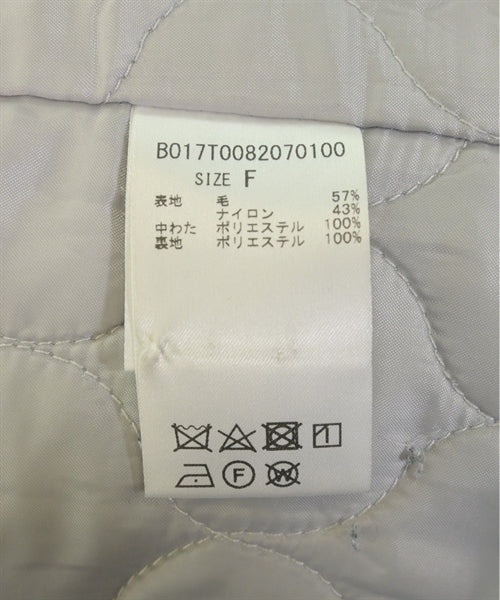 B017T0082070100
SIZE F
表地 毛 57%
ナイロン 43%
中わた ポリエステル 100%
裏地 ポリエステル 100%
F W